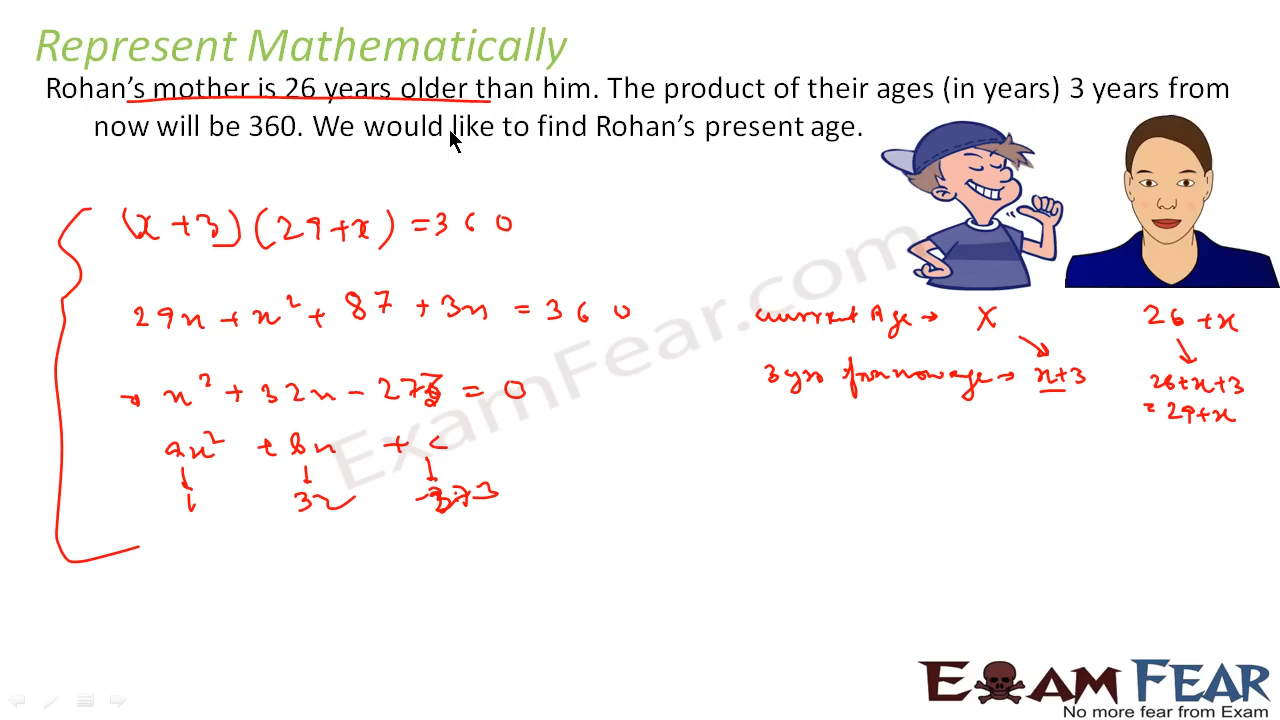 Represent Mathematically
Rohan's mother is 26 years older than him. The product of their ages (in years) 3 years from
now will be 360. We would like to find Rohan's present age.
(x + 3) (29 + x) = 360
29x + x² + 87 + 3x = 360
Current Age → X 26 + x
3 yrs from now age → x + 3 26 + x + 3
= 29 + x
→ x² + 32x - 273 = 0
ax² + bx + c
1 32 -273
ExamFear.com
EXAM FEAR
No more fear from Exam